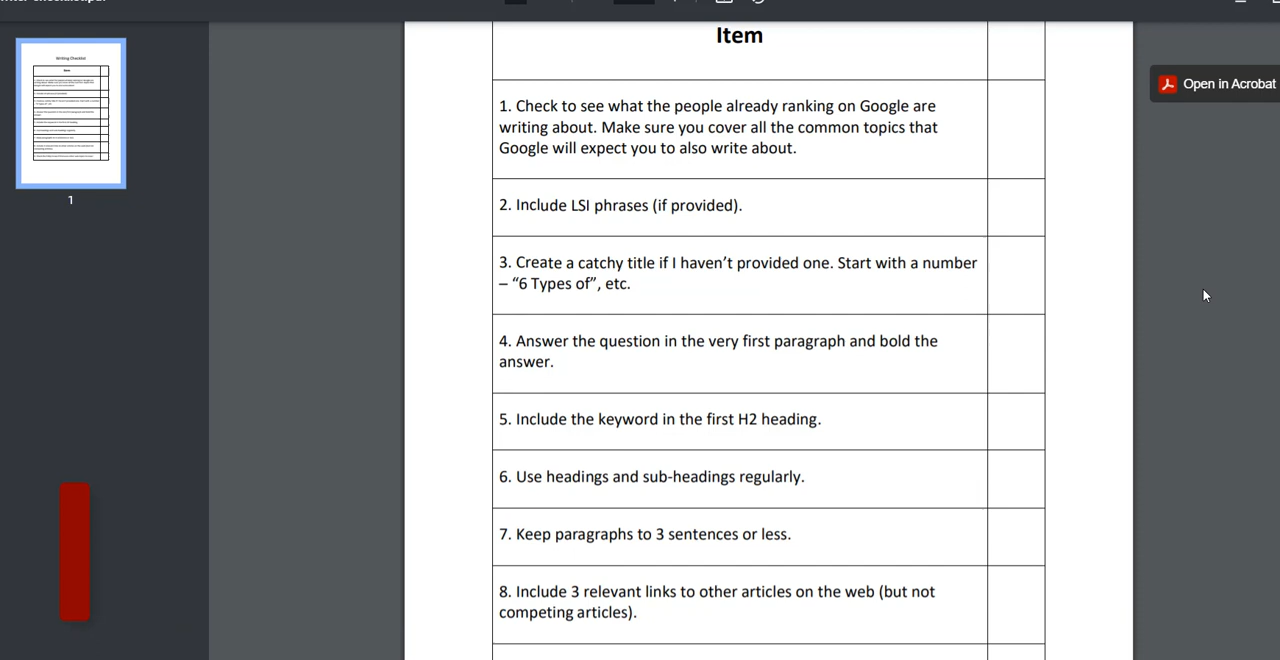 Writing Checklist
1
Item
1. Check to see what the people already ranking on Google are
writing about. Make sure you cover all the common topics that
Google will expect you to also write about.
2. Include LSI phrases (if provided).
3. Create a catchy title if I haven’t provided one. Start with a number
– “6 Types of”, etc.
4. Answer the question in the very first paragraph and bold the
answer.
5. Include the keyword in the first H2 heading.
6. Use headings and sub-headings regularly.
7. Keep paragraphs to 3 sentences or less.
8. Include 3 relevant links to other articles on the web (but not
competing articles).
Open in Acrobat